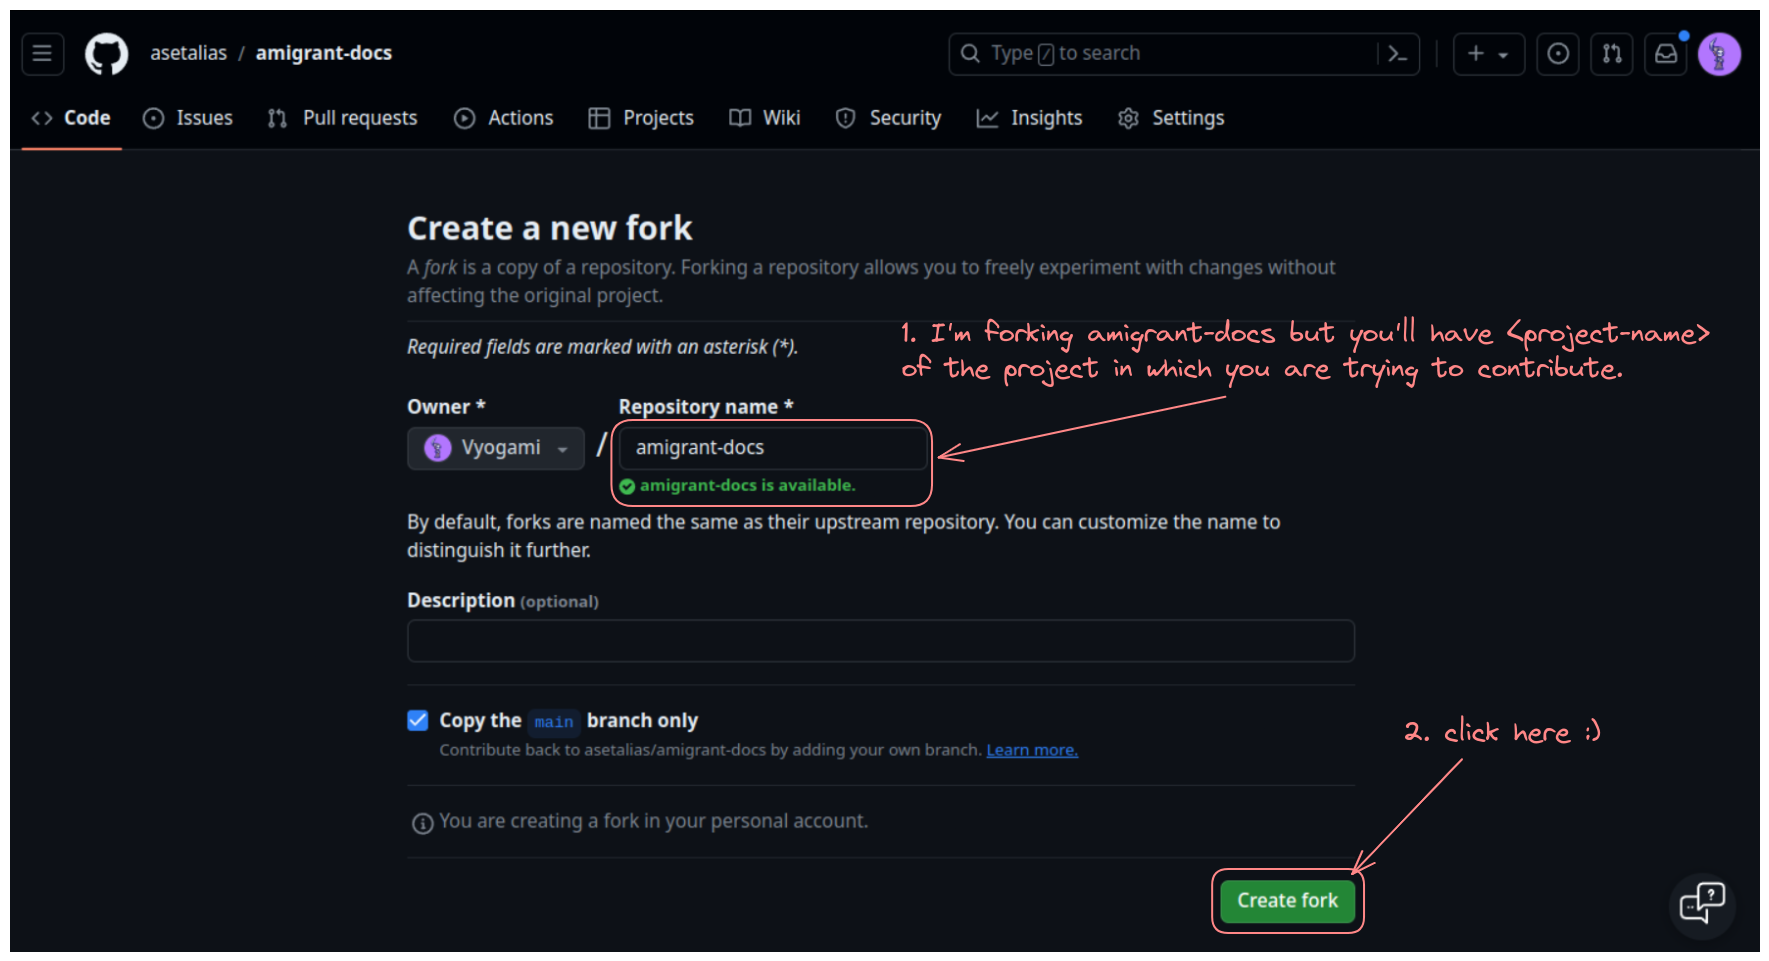 asetalias / amigrant-docs
Type / to search
Code Issues Pull requests Actions Projects Wiki Security Insights Settings
Create a new fork
A fork is a copy of a repository. Forking a repository allows you to freely experiment with changes without
affecting the original project.
Required fields are marked with an asterisk (*).
1. I'm forking amigrant-docs but you'll have <project-name>
of the project in which you are trying to contribute.
Owner * Repository name *
Vyogami / amigrant-docs
amigrant-docs is available.
By default, forks are named the same as their upstream repository. You can customize the name to
distinguish it further.
Description (optional)
Copy the main branch only
Contribute back to asetalias/amigrant-docs by adding your own branch. Learn more.
2. click here :)
You are creating a fork in your personal account.
Create fork